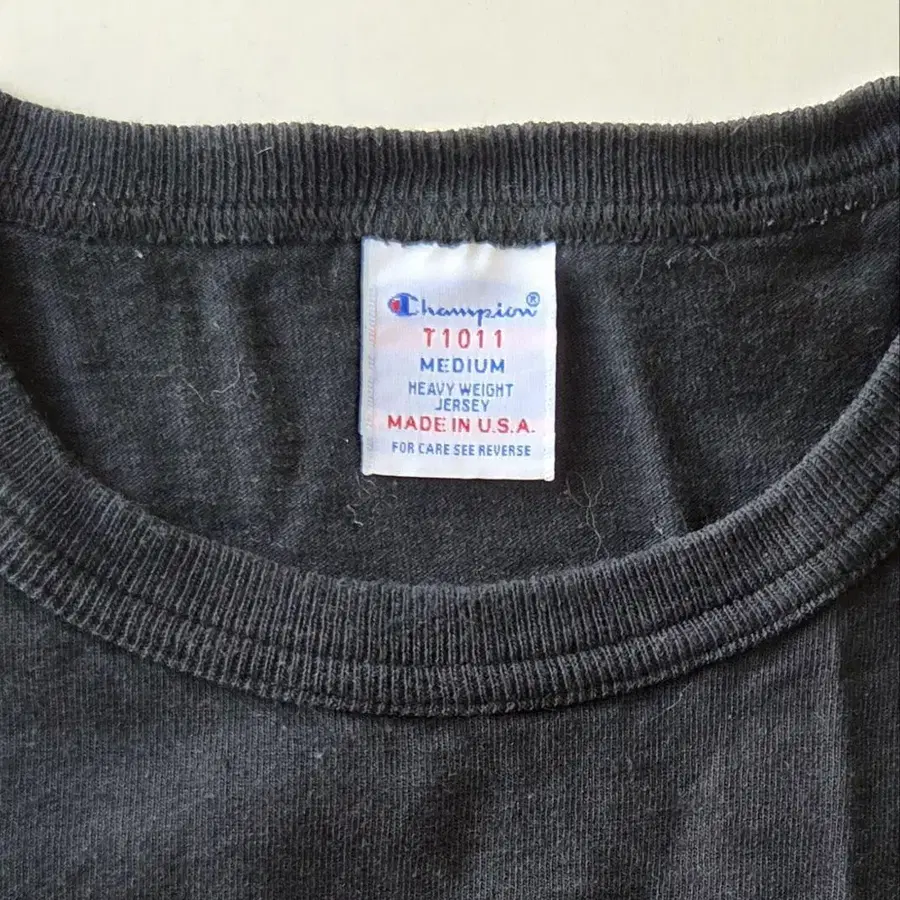 Champion®
T1011
MEDIUM
HEAVY WEIGHT
JERSEY
MADE IN U.S.A.
FOR CARE SEE REVERSE